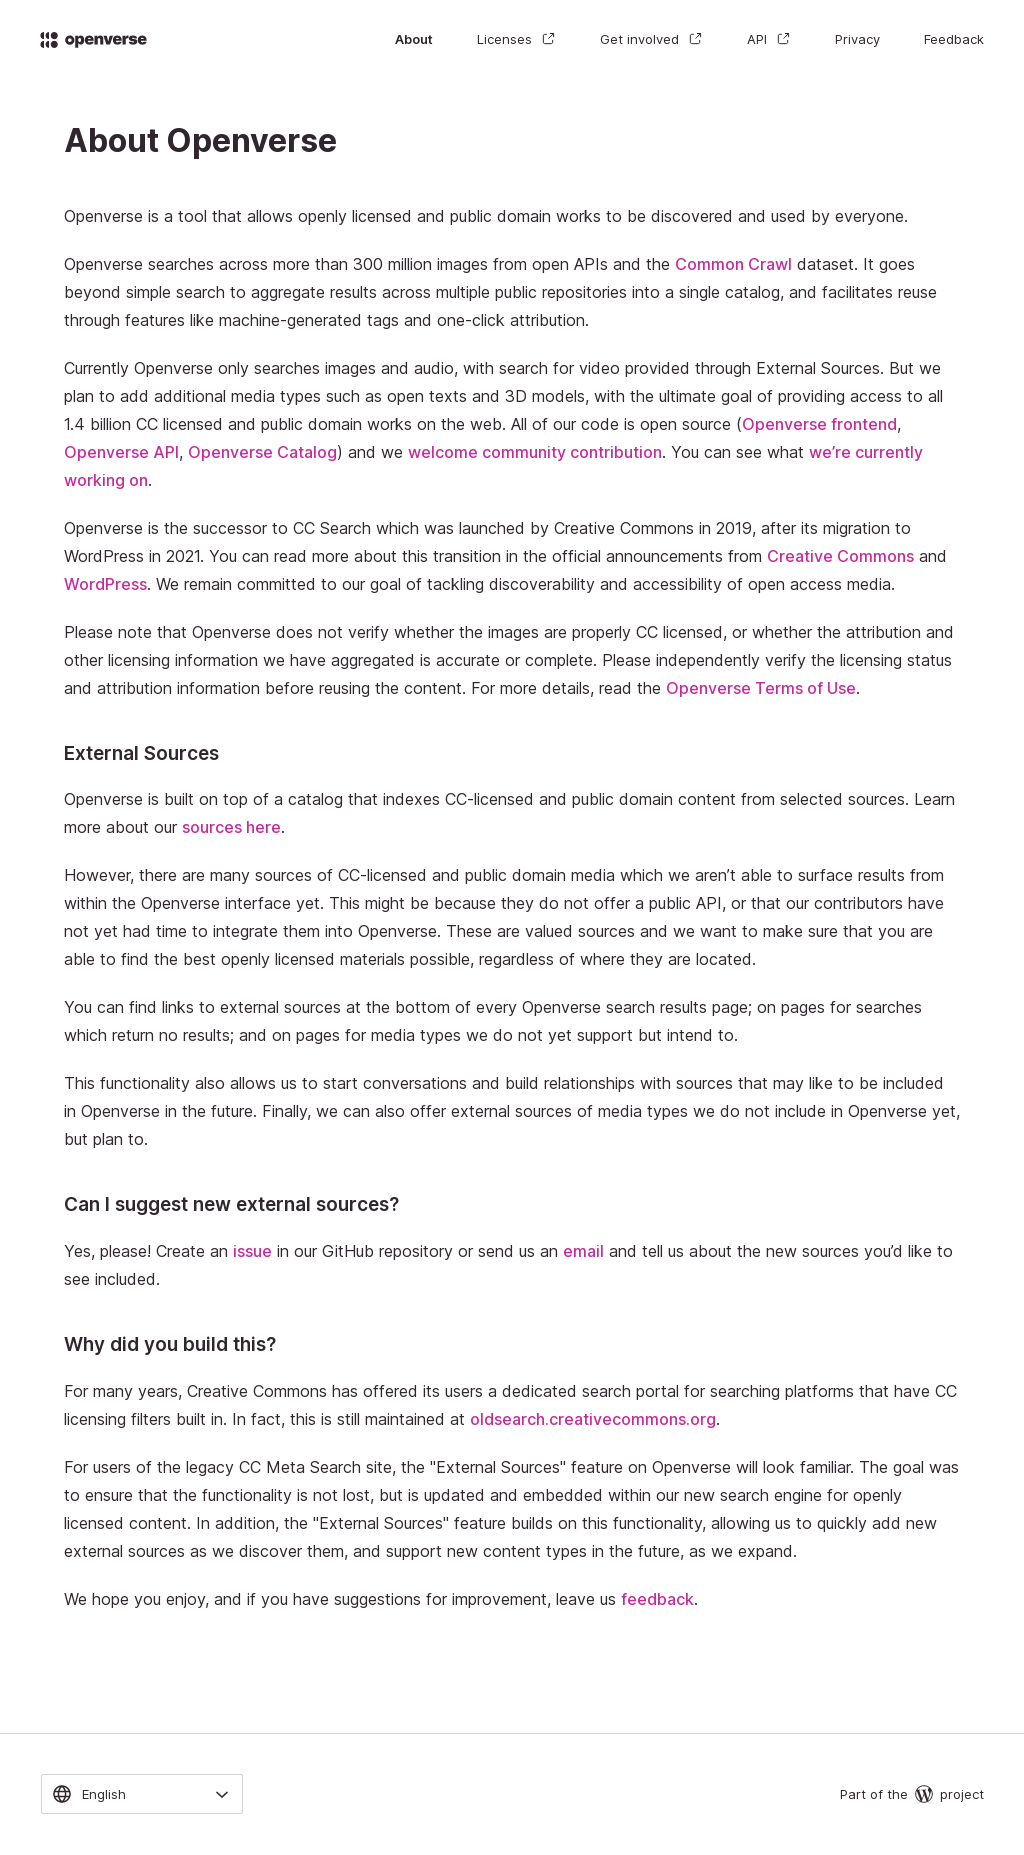 openverse
About
Licenses
Get involved
API
Privacy
Feedback
About Openverse
Openverse is a tool that allows openly licensed and public domain works to be discovered and used by everyone.
Openverse searches across more than 300 million images from open APIs and the Common Crawl dataset. It goes
beyond simple search to aggregate results across multiple public repositories into a single catalog, and facilitates reuse
through features like machine-generated tags and one-click attribution.
Currently Openverse only searches images and audio, with search for video provided through External Sources. But we
plan to add additional media types such as open texts and 3D models, with the ultimate goal of providing access to all
1.4 billion CC licensed and public domain works on the web. All of our code is open source (Openverse frontend,
Openverse API, Openverse Catalog) and we welcome community contribution. You can see what we’re currently
working on.
Openverse is the successor to CC Search which was launched by Creative Commons in 2019, after its migration to
WordPress in 2021. You can read more about this transition in the official announcements from Creative Commons and
WordPress. We remain committed to our goal of tackling discoverability and accessibility of open access media.
Please note that Openverse does not verify whether the images are properly CC licensed, or whether the attribution and
other licensing information we have aggregated is accurate or complete. Please independently verify the licensing status
and attribution information before reusing the content. For more details, read the Openverse Terms of Use.
External Sources
Openverse is built on top of a catalog that indexes CC-licensed and public domain content from selected sources. Learn
more about our sources here.
However, there are many sources of CC-licensed and public domain media which we aren’t able to surface results from
within the Openverse interface yet. This might be because they do not offer a public API, or that our contributors have
not yet had time to integrate them into Openverse. These are valued sources and we want to make sure that you are
able to find the best openly licensed materials possible, regardless of where they are located.
You can find links to external sources at the bottom of every Openverse search results page; on pages for searches
which return no results; and on pages for media types we do not yet support but intend to.
This functionality also allows us to start conversations and build relationships with sources that may like to be included
in Openverse in the future. Finally, we can also offer external sources of media types we do not include in Openverse yet,
but plan to.
Can I suggest new external sources?
Yes, please! Create an issue in our GitHub repository or send us an email and tell us about the new sources you’d like to
see included.
Why did you build this?
For many years, Creative Commons has offered its users a dedicated search portal for searching platforms that have CC
licensing filters built in. In fact, this is still maintained at oldsearch.creativecommons.org.
For users of the legacy CC Meta Search site, the "External Sources" feature on Openverse will look familiar. The goal was
to ensure that the functionality is not lost, but is updated and embedded within our new search engine for openly
licensed content. In addition, the "External Sources" feature builds on this functionality, allowing us to quickly add new
external sources as we discover them, and support new content types in the future, as we expand.
We hope you enjoy, and if you have suggestions for improvement, leave us feedback.
English
Part of the project